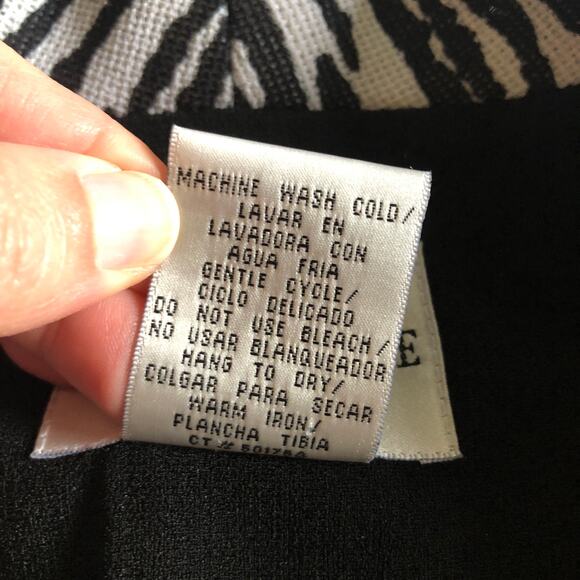 MACHINE WASH COLD/
LAVAR EN
LAVADORA CON
AGUA FRIA
GENTLE CYCLE/
CICLO DELICADO
DO NOT USE BLEACH/
NO USAR BLANQUEADOR
HANG TO DRY/
COLGAR PARA SECAR
WARM IRON/
PLANCHA TIBIA
CT #
E